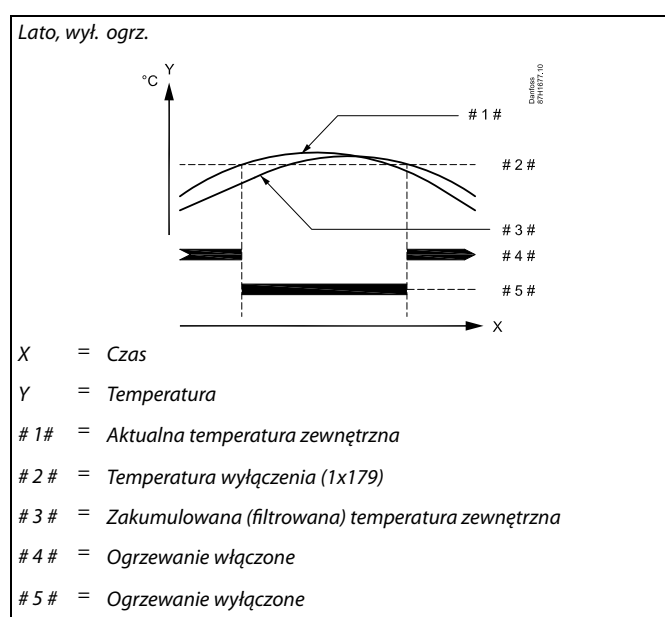 Lato, wył. ogrz.
Y
°C
Danfoss
87H1677.10
# 1 #
# 2 #
# 3 #
# 4 #
# 5 #
X
X = Czas
Y = Temperatura
# 1# = Aktualna temperatura zewnętrzna
# 2 # = Temperatura wyłączenia (1x179)
# 3 # = Zakumulowana (filtrowana) temperatura zewnętrzna
# 4 # = Ogrzewanie włączone
# 5 # = Ogrzewanie wyłączone